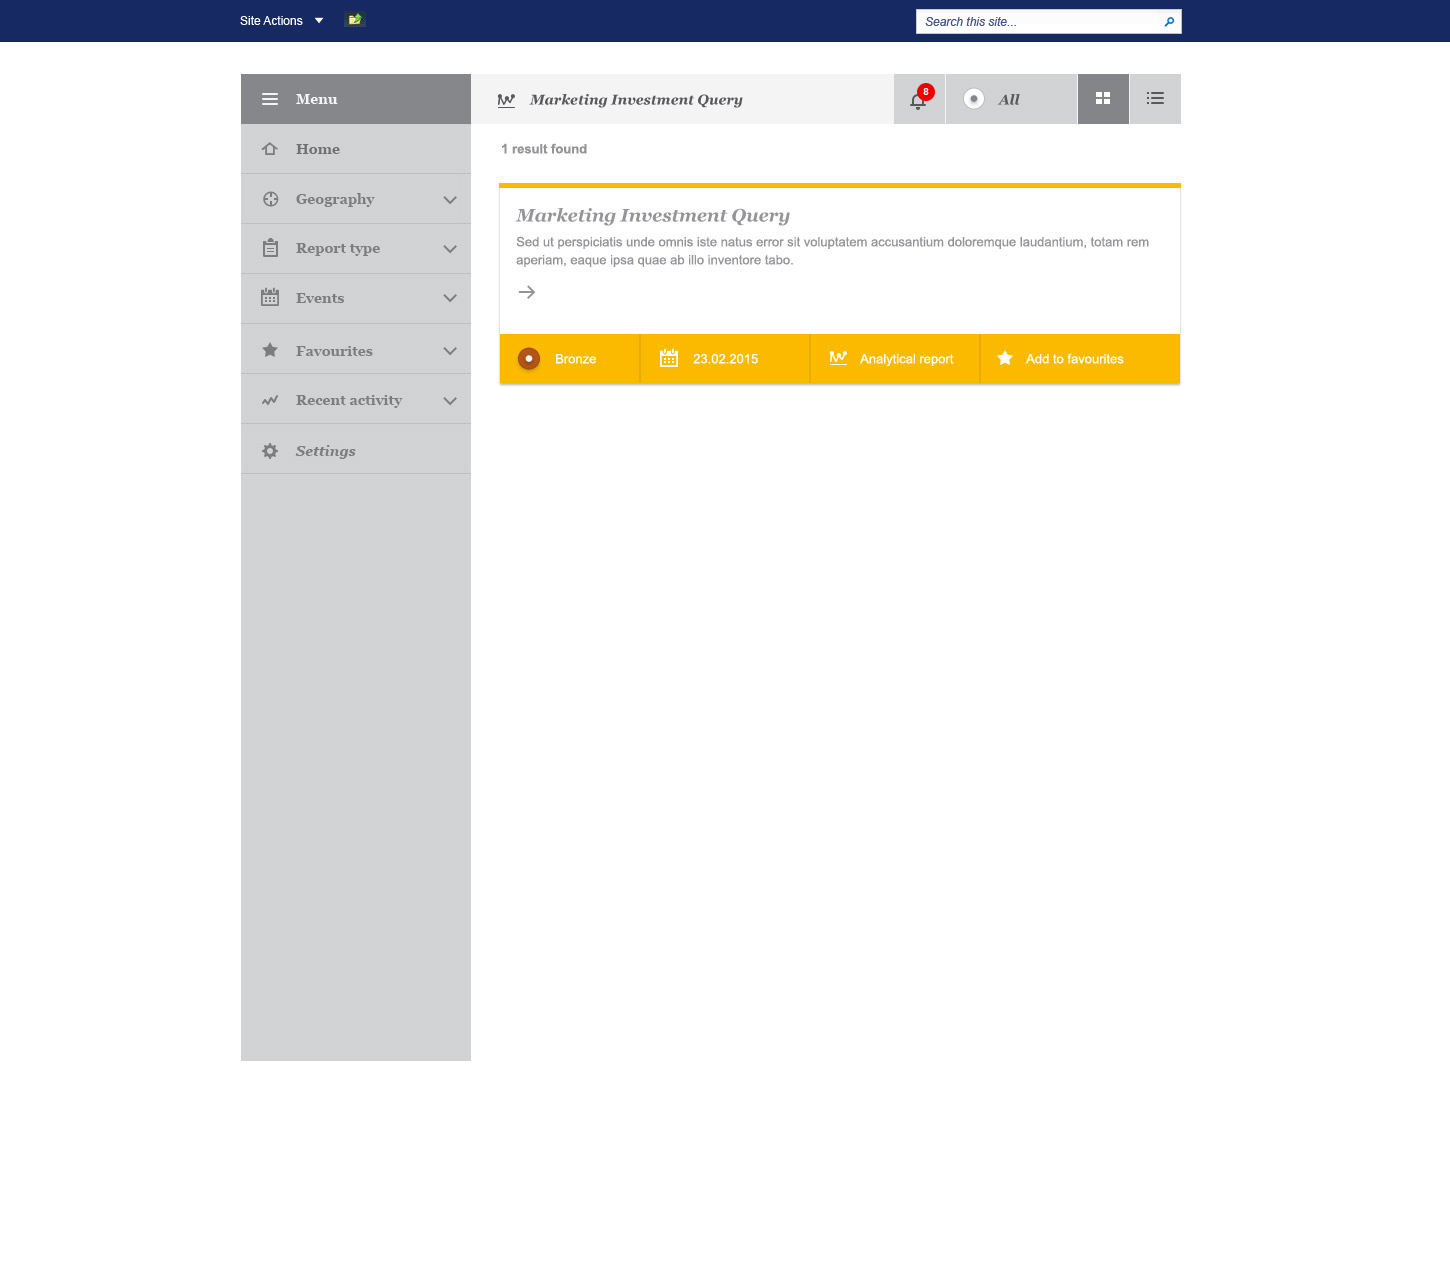 Site Actions
Search this site...
Menu
Marketing Investment Query
8
All
Home
Geography
Report type
Events
Favourites
Recent activity
Settings
1 result found
Marketing Investment Query
Sed ut perspiciatis unde omnis iste natus error sit voluptatem accusantium doloremque laudantium, totam rem
aperiam, eaque ipsa quae ab illo inventore tabo.
Bronze
23.02.2015
Analytical report
Add to favourites